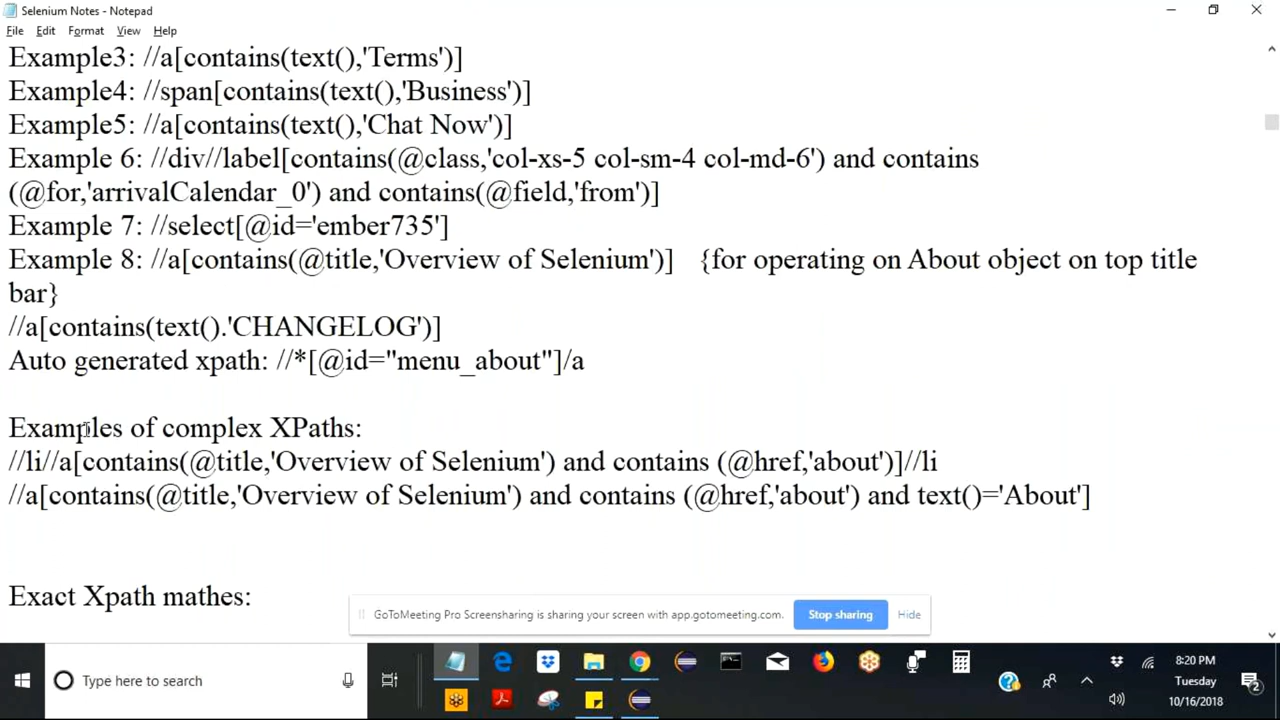 Selenium Notes - Notepad
File Edit Format View Help
Example3: //a[contains(text(),'Terms')]
Example4: //span[contains(text(),'Business')]
Example5: //a[contains(text(),'Chat Now')]
Example 6: //div//label[contains(@class,'col-xs-5 col-sm-4 col-md-6') and contains
(@for,'arrivalCalendar_0') and contains(@field,'from')]
Example 7: //select[@id='ember735']
Example 8: //a[contains(@title,'Overview of Selenium')] {for operating on About object on top title
bar}
//a[contains(text().'CHANGELOG')]
Auto generated xpath: //*[@id="menu_about"]/a
Examples of complex XPaths:
//li//a[contains(@title,'Overview of Selenium') and contains (@href,'about')]//li
//a[contains(@title,'Overview of Selenium') and contains (@href,'about') and text()='About']
Exact Xpath mathes:
GoToMeeting Pro Screensharing is sharing your screen with app.gotomeeting.com. Stop sharing Hide
Type here to search
8:20 PM
Tuesday
10/16/2018
2